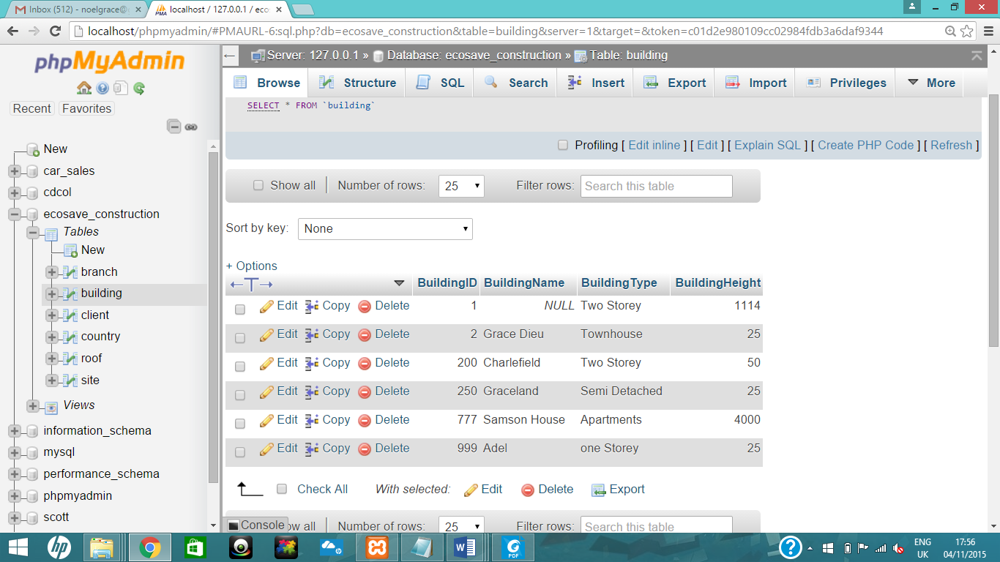 Inbox (512) - noelgrace@g
localhost / 127.0.0.1 / eco
localhost/phpmyadmin/#PMAURL-6:sql.php?db=ecosave_construction&table=building&server=1&target=&token=c01d2e980109cc02984fdb3a6daf9344
phpMyAdmin
Recent Favorites
New
car_sales
cdcol
ecosave_construction
Tables
New
branch
building
client
country
roof
site
Views
information_schema
mysql
performance_schema
phpmyadmin
scott
Server: 127.0.0.1 » Database: ecosave_construction » Table: building
Browse Structure SQL Search Insert Export Import Privileges More
SELECT * FROM `building`
Profiling [ Edit inline ] [ Edit ] [ Explain SQL ] [ Create PHP Code ] [ Refresh ]
Show all Number of rows: 25 Filter rows: Search this table
Sort by key: None
+ Options
BuildingID BuildingName BuildingType BuildingHeight
Edit Copy Delete 1 NULL Two Storey 1114
Edit Copy Delete 2 Grace Dieu Townhouse 25
Edit Copy Delete 200 Charlefield Two Storey 50
Edit Copy Delete 250 Graceland Semi Detached 25
Edit Copy Delete 777 Samson House Apartments 4000
Edit Copy Delete 999 Adel one Storey 25
Check All With selected: Edit Delete Export
Console ow all Number of rows: 25 Filter rows: Search this table
ENG 17:56
UK 04/11/2015